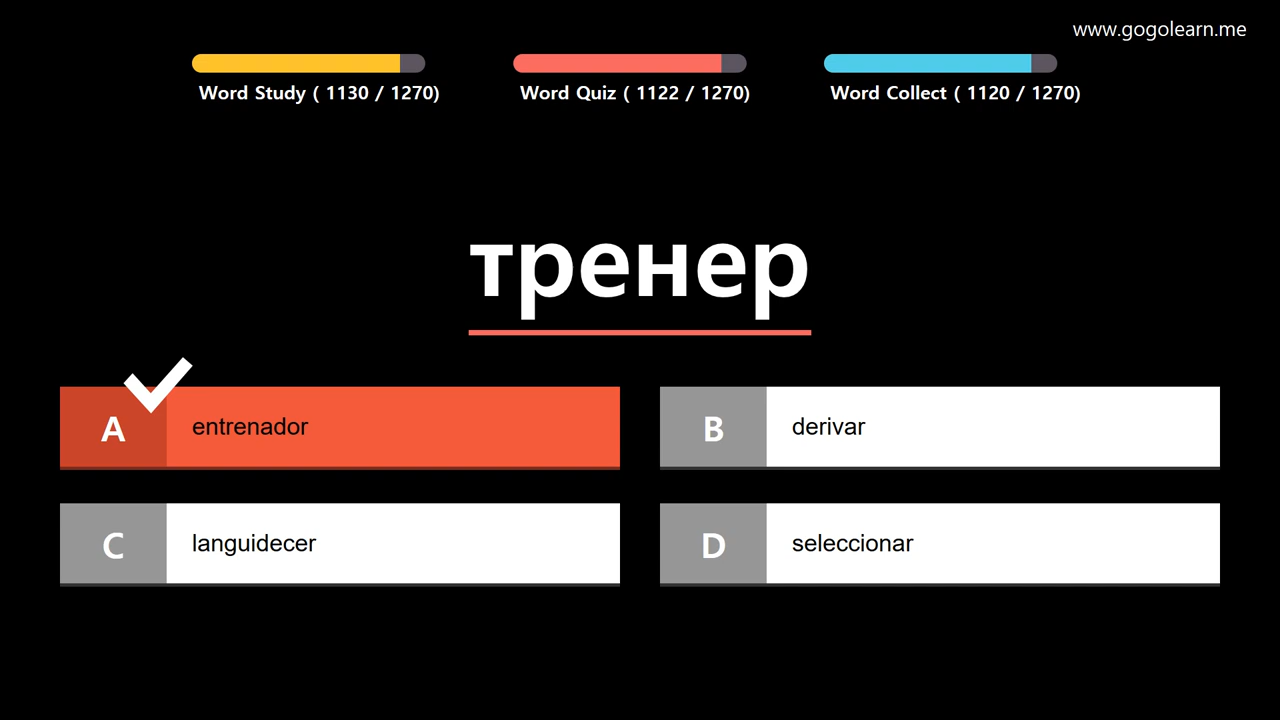 www.gogolearn.me
Word Study ( 1130 / 1270)
Word Quiz ( 1122 / 1270)
Word Collect ( 1120 / 1270)
тренер
A entrenador
B derivar
C languidecer
D seleccionar